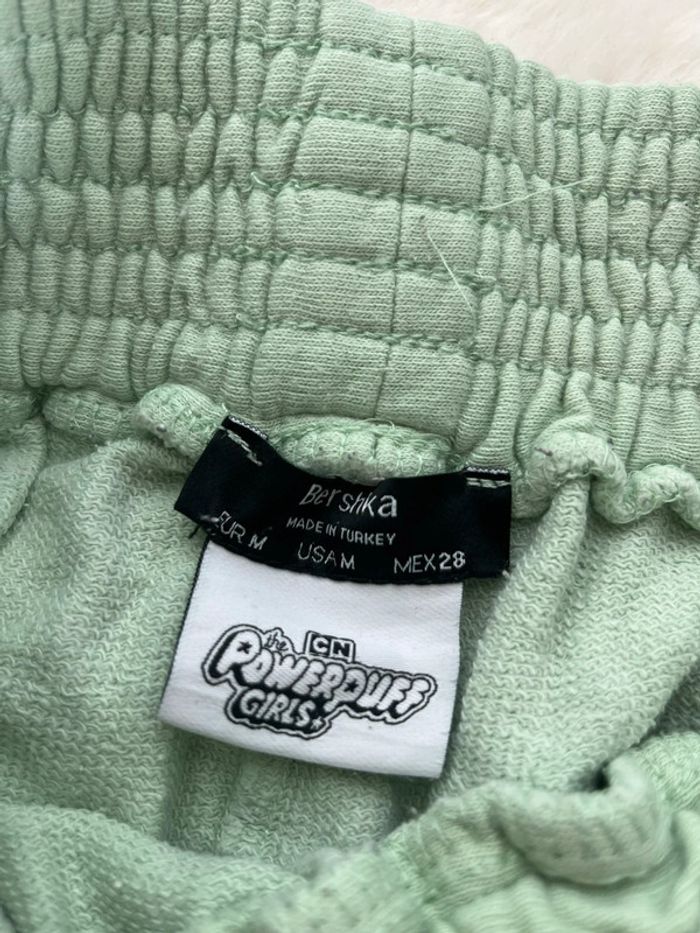 Bershka
MADE IN TURKEY
EUR M USA M MEX 28
CN
the
POWERPUFF
GIRLS